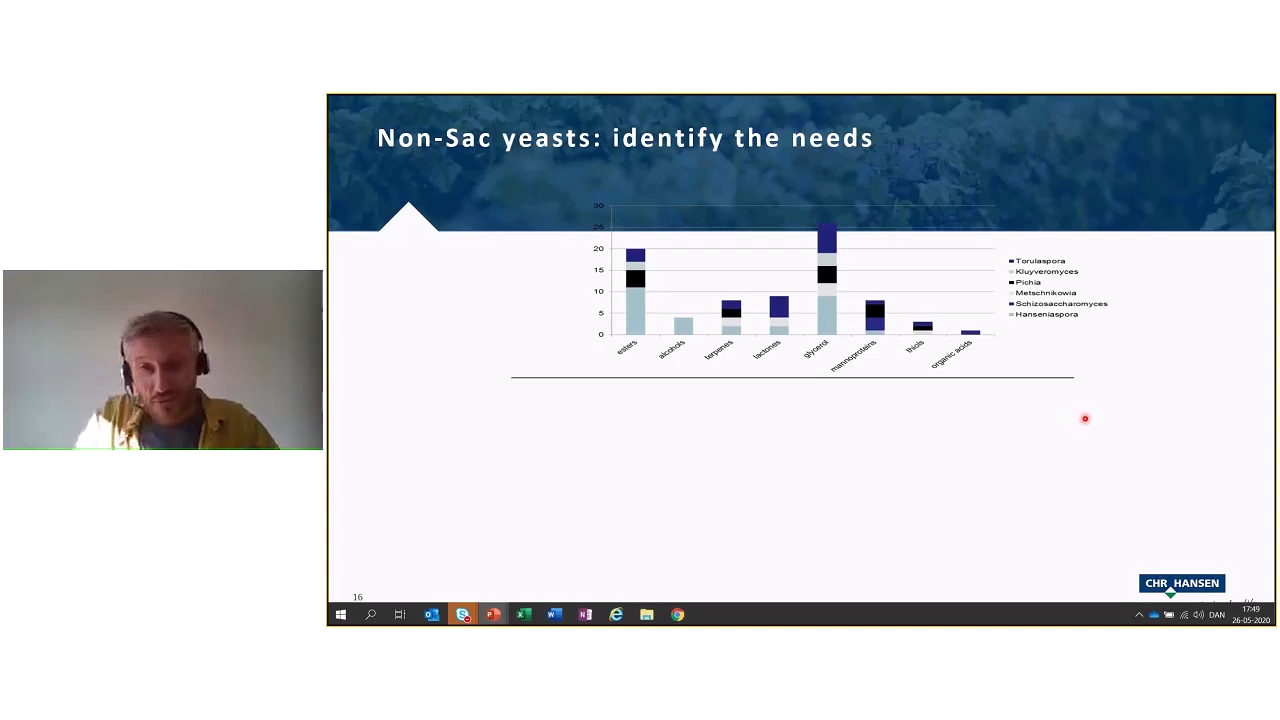 Non-Sac yeasts: identify the needs
30
25
20
15
10
5
0
esters
alcohols
terpenes
lactones
glycerol
mannoproteins
thiols
organic acids
Torulaspora
Kluyveromyces
Pichia
Metschnikowia
Schizosaccharomyces
Hanseniaspora
CHR HANSEN
16
DAN
17:49
26-05-2020